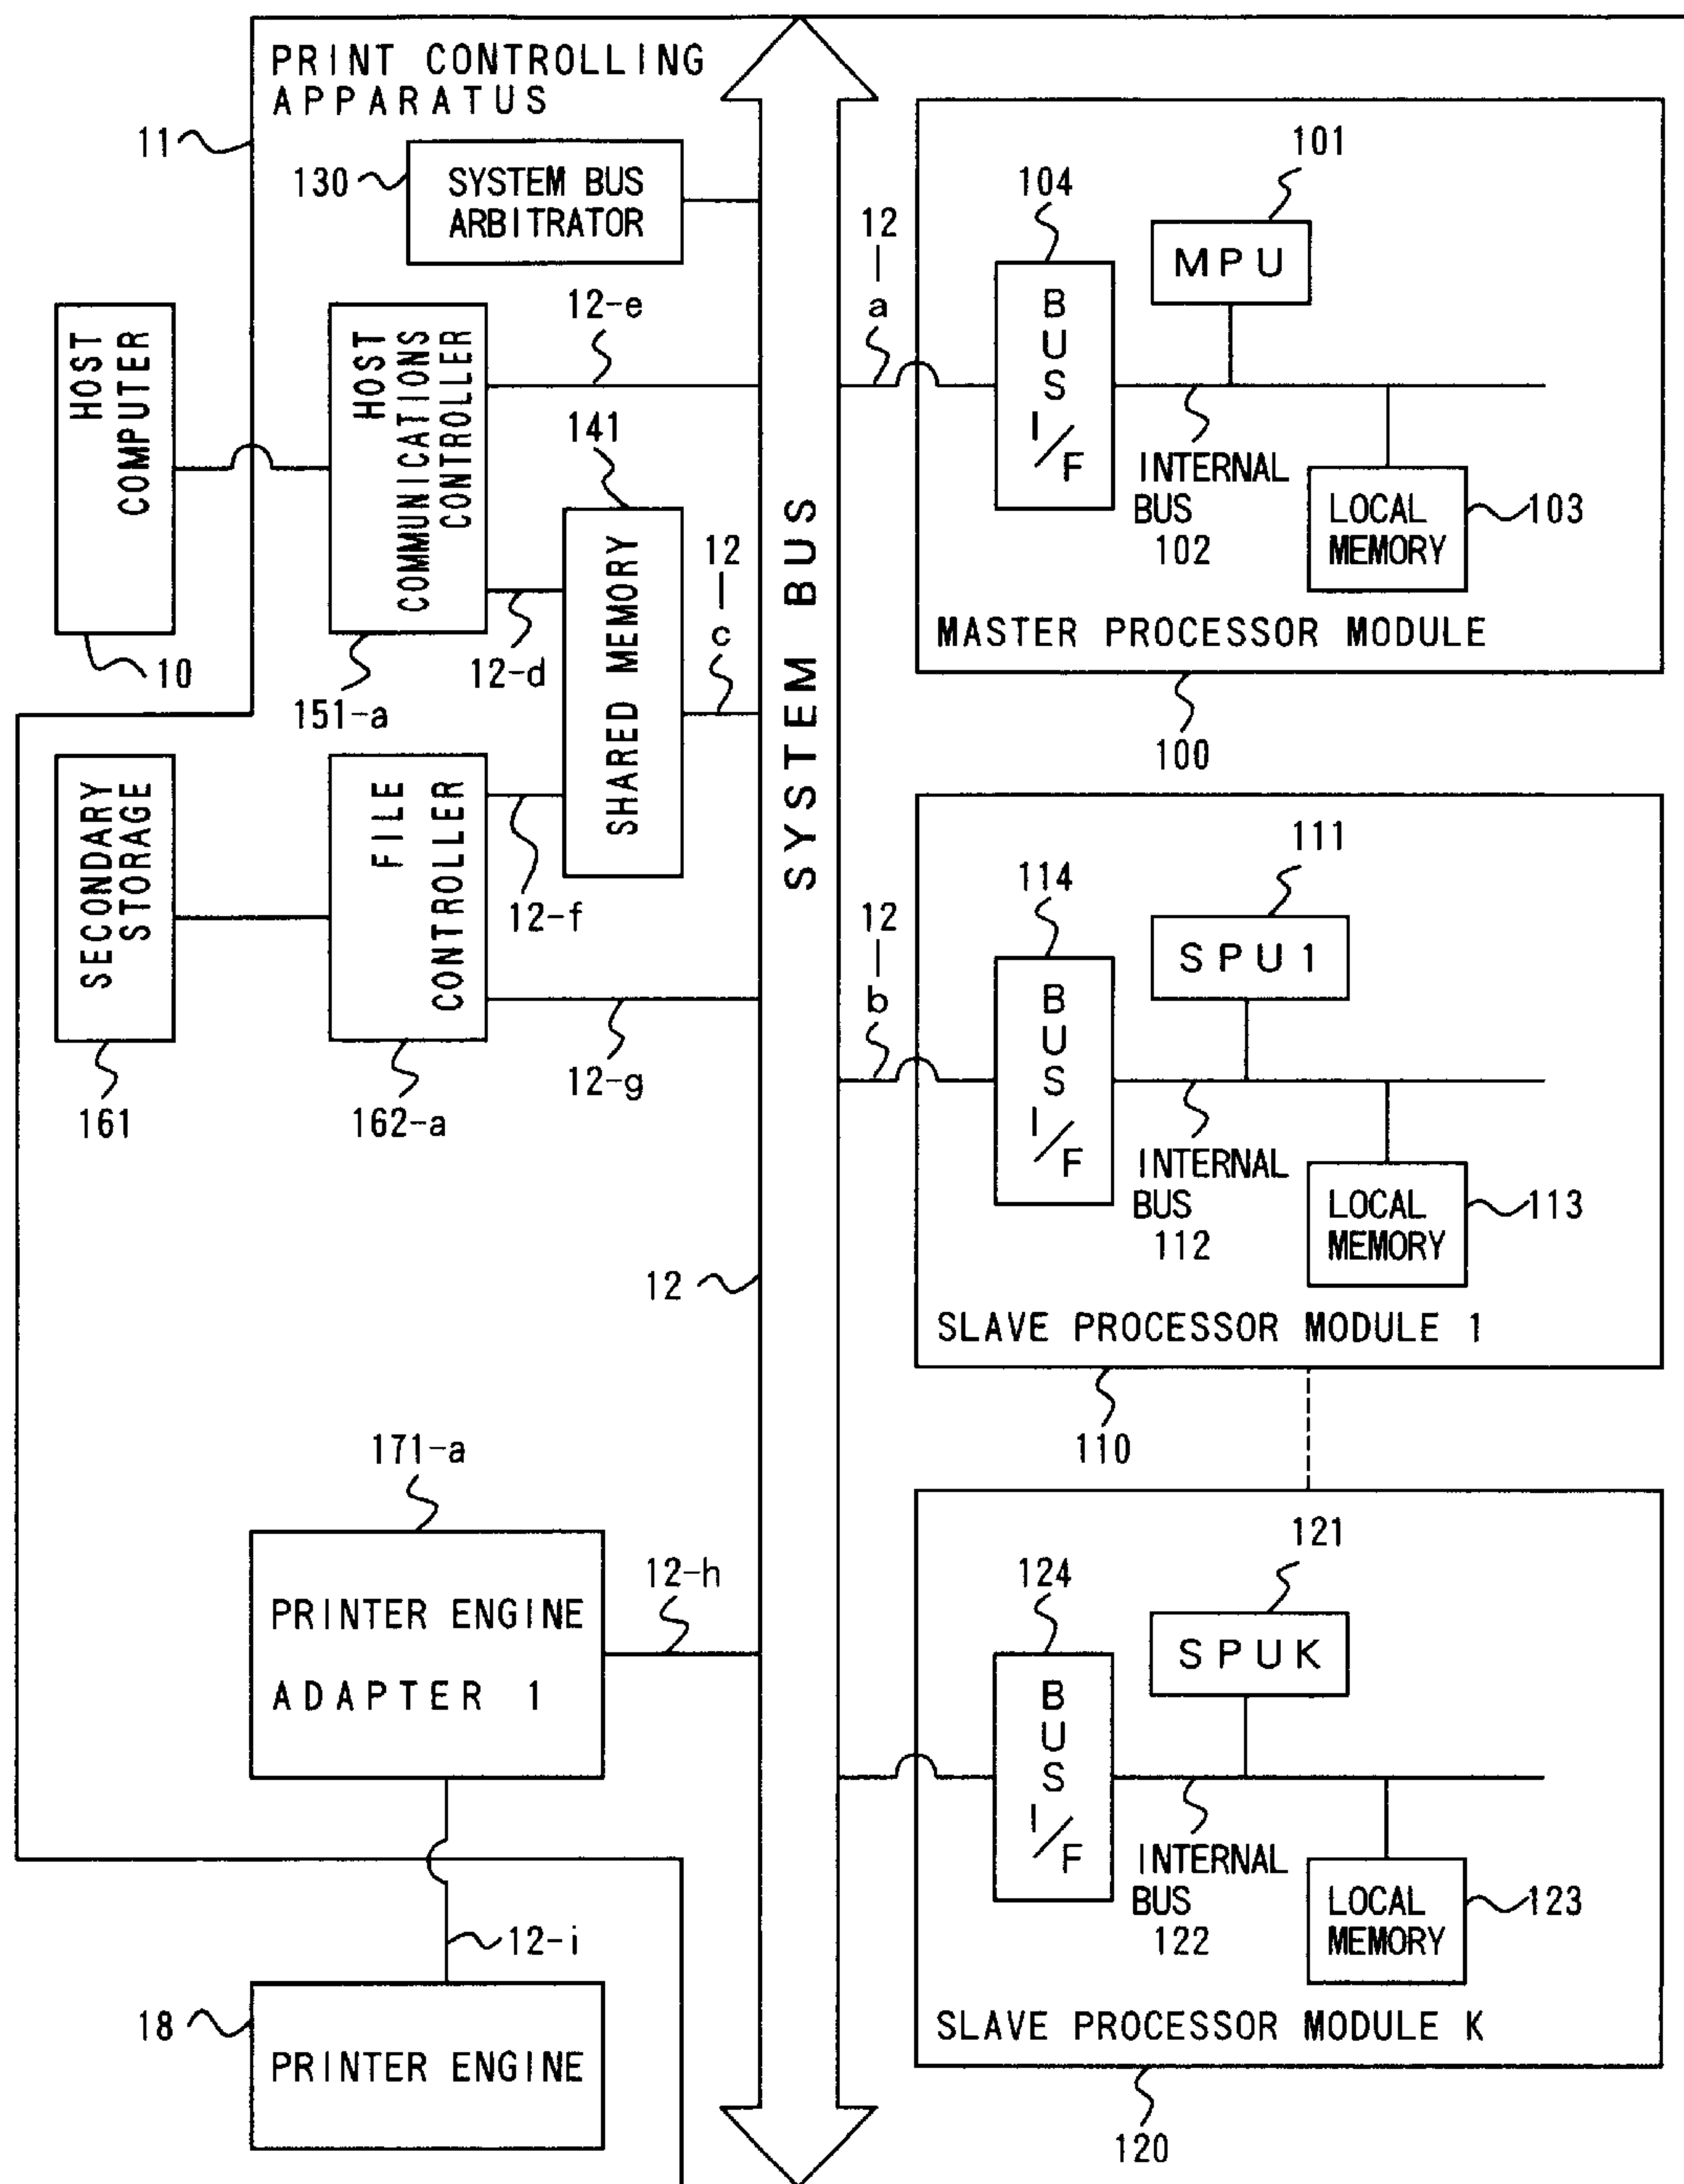 PRINT CONTROLLING
APPARATUS
11
130
SYSTEM BUS
ARBITRATOR
HOST
COMPUTER
10
HOST
COMMUNICATIONS
CONTROLLER
151-a
12-e
12-d
141
SHARED MEMORY
12-c
SECONDARY
STORAGE
161
FILE
CONTROLLER
162-a
12-f
12-g
12
SYSTEM BUS
171-a
PRINTER ENGINE
ADAPTER 1
12-h
12-i
18
PRINTER ENGINE
12-a
104
BUS I/F
101
MPU
INTERNAL
BUS
102
LOCAL
MEMORY
103
MASTER PROCESSOR MODULE
100
12-b
114
BUS I/F
111
SPU1
INTERNAL
BUS
112
LOCAL
MEMORY
113
SLAVE PROCESSOR MODULE 1
110
124
BUS I/F
121
SPUK
INTERNAL
BUS
122
LOCAL
MEMORY
123
SLAVE PROCESSOR MODULE K
120